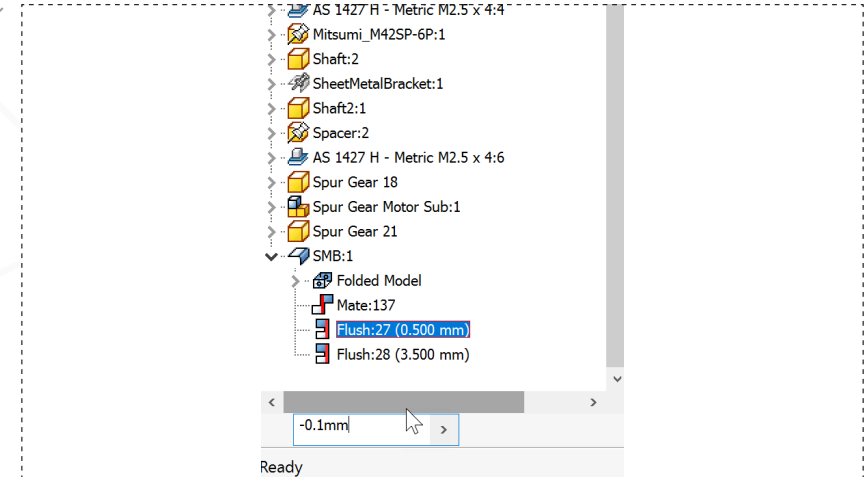 AS 1427 H - Metric M2.5 x 4:4
Mitsumi_M42SP-6P:1
Shaft:2
SheetMetalBracket:1
Shaft2:1
Spacer:2
AS 1427 H - Metric M2.5 x 4:6
Spur Gear 18
Spur Gear Motor Sub:1
Spur Gear 21
SMB:1
Folded Model
Mate:137
Flush:27 (0.500 mm)
Flush:28 (3.500 mm)
-0.1mm
Ready